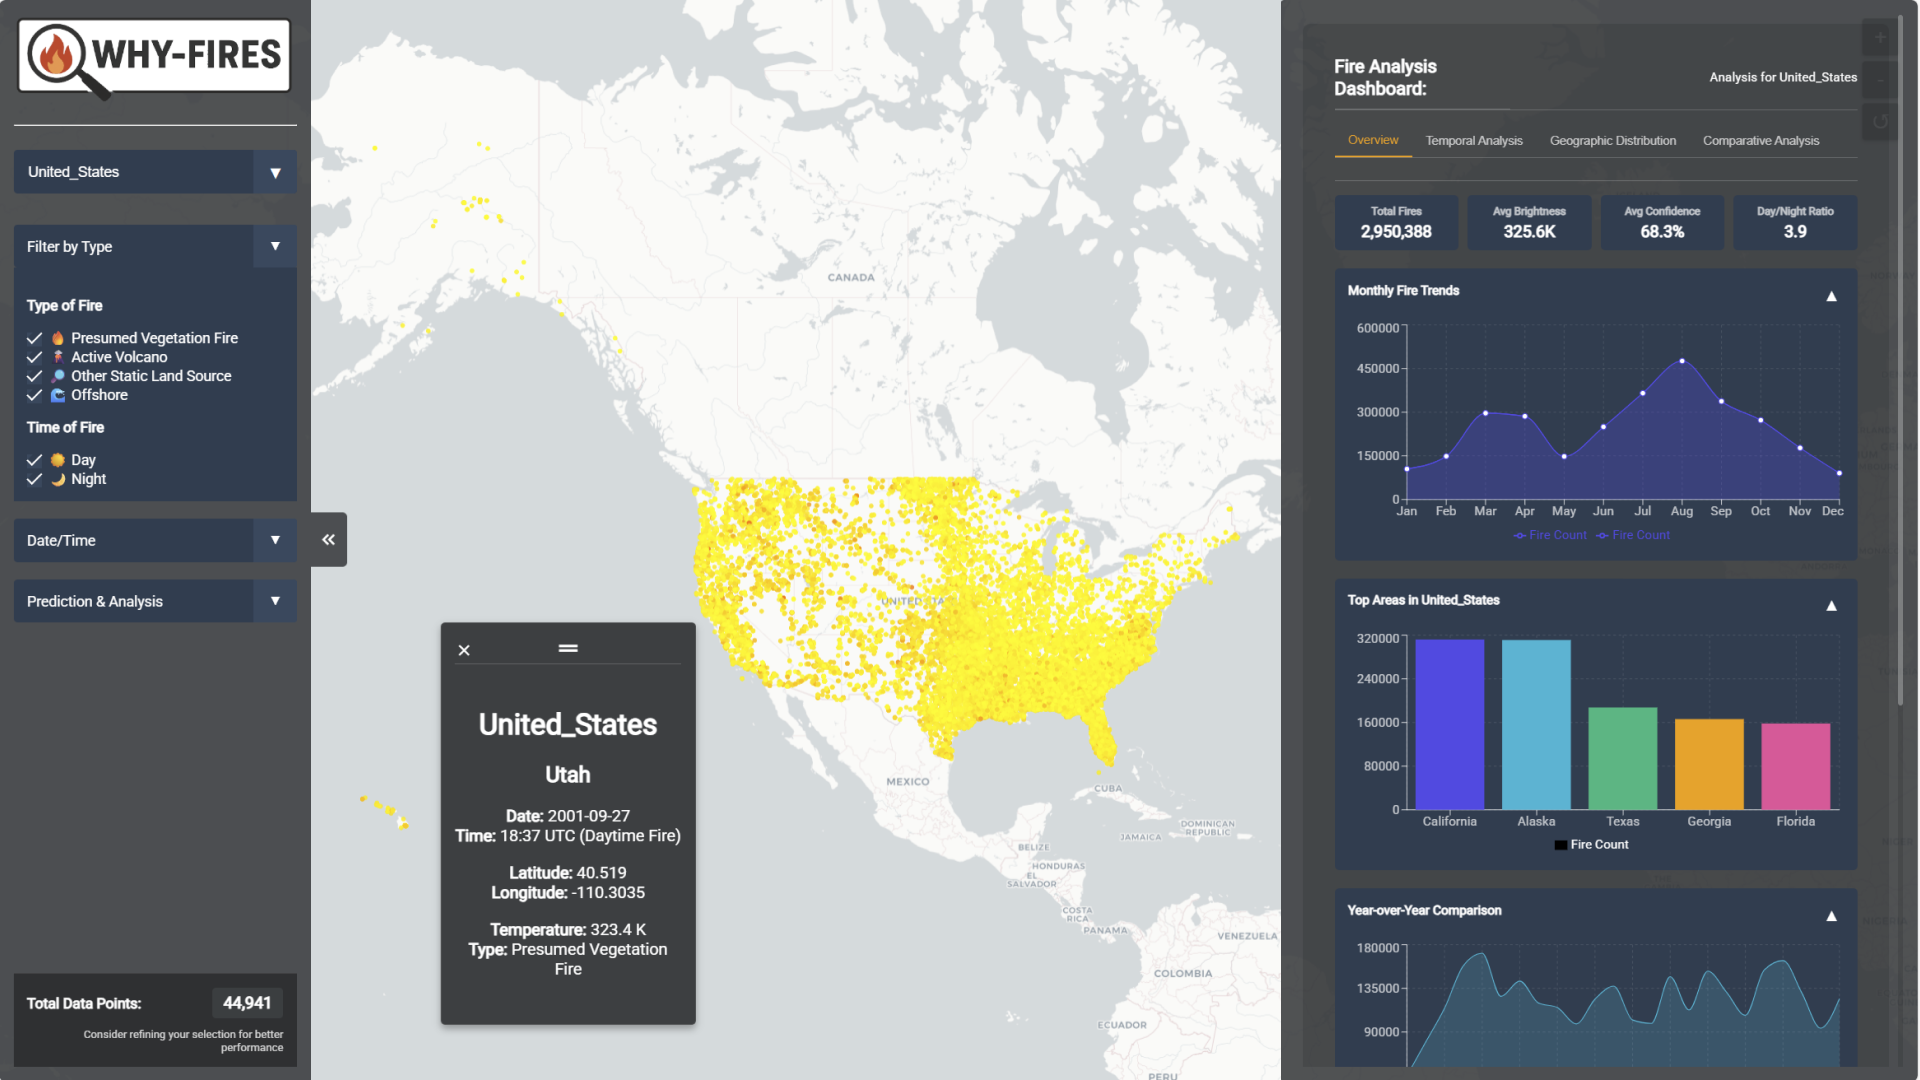 WHY-FIRES
United_States
▼
Filter by Type
▼
Type of Fire
Presumed Vegetation Fire
Active Volcano
Other Static Land Source
Offshore
Time of Fire
Day
Night
Date/Time
▼
Prediction & Analysis
▼
Total Data Points:
44,941
Consider refining your selection for better
performance
«
CANADA
UNITED STA
MEXICO
CUBA
DOMINICAN
REPUBLIC
JAMAICA
BELIZE
HONDURAS
EL
SALVADOR
COSTA
RICA
PANAMA
VENEZUELA
COLOMBIA
ECUADOR
PERU
×
United_States
Utah
Date: 2001-09-27
Time: 18:37 UTC (Daytime Fire)
Latitude: 40.519
Longitude: -110.3035
Temperature: 323.4 K
Type: Presumed Vegetation
Fire
Fire Analysis
Dashboard:
Analysis for United_States
Overview
Temporal Analysis
Geographic Distribution
Comparative Analysis
Total Fires
2,950,388
Avg Brightness
325.6K
Avg Confidence
68.3%
Day/Night Ratio
3.9
Monthly Fire Trends
▲
600000
450000
300000
150000
0
Jan Feb Mar Apr May Jun Jul Aug Sep Oct Nov Dec
Fire Count Fire Count
Top Areas in United_States
▲
320000
240000
160000
80000
0
California Alaska Texas Georgia Florida
Fire Count
Year-over-Year Comparison
▲
180000
135000
90000